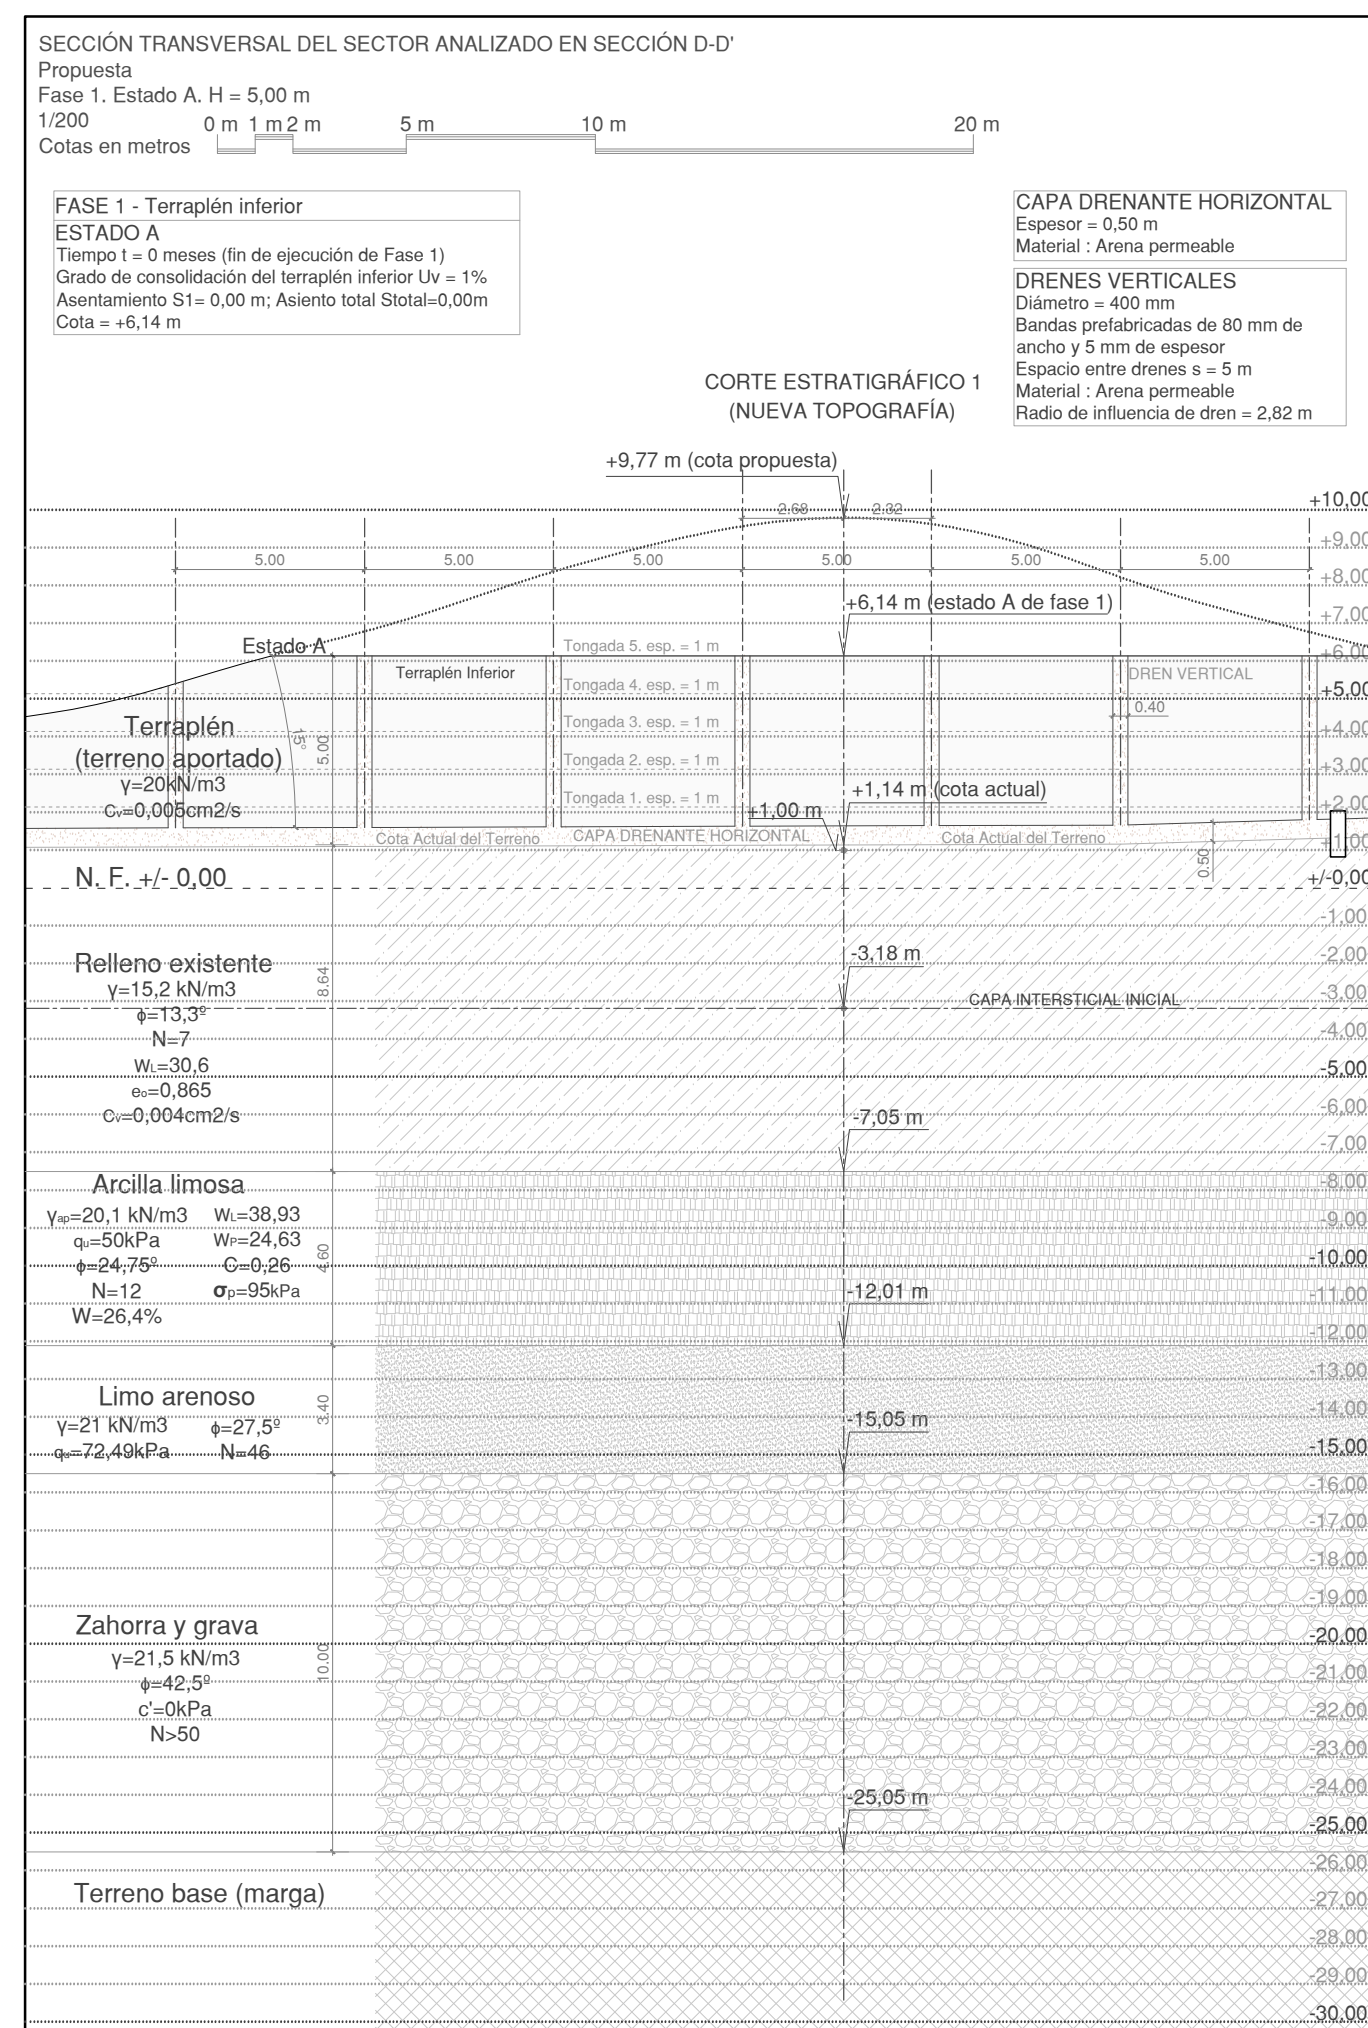 SECCIÓN TRANSVERSAL DEL SECTOR ANALIZADO EN SECCIÓN D-D'
Propuesta
Fase 1. Estado A. H = 5,00 m
1/200
0 m 1 m 2 m 5 m 10 m 20 m
Cotas en metros
FASE 1 - Terraplén inferior
ESTADO A
Tiempo t = 0 meses (fin de ejecución de Fase 1)
Grado de consolidación del terraplén inferior Uv = 1%
Asentamiento S1= 0,00 m; Asiento total Stotal=0,00m
Cota = +6,14 m
CAPA DRENANTE HORIZONTAL
Espesor = 0,50 m
Material : Arena permeable
DRENES VERTICALES
Diámetro = 400 mm
Bandas prefabricadas de 80 mm de
ancho y 5 mm de espesor
Espacio entre drenes s = 5 m
Material : Arena permeable
Radio de influencia de dren = 2,82 m
CORTE ESTRATIGRÁFICO 1
(NUEVA TOPOGRAFÍA)
+9,77 m (cota propuesta)
+10,00
2.68 2.32
+9,00
5.00 5.00 5.00 5.00 5.00 5.00
+8,00
+6,14 m (estado A de fase 1)
+7,00
Estado A
Tongada 5. esp. = 1 m
+6,00
Terraplén Inferior
Tongada 4. esp. = 1 m
DREN VERTICAL
+5,00
0.40
Terraplén
(terreno aportado)
γ=20kN/m3
Cv=0,005cm2/s
15°
5.00
Tongada 3. esp. = 1 m
+4,00
Tongada 2. esp. = 1 m
+3,00
Tongada 1. esp. = 1 m
+1,14 m (cota actual)
+2,00
+1,00 m
Cota Actual del Terreno
CAPA DRENANTE HORIZONTAL
Cota Actual del Terreno
+1,00
0.50
N. F. +/- 0,00
+/-0,00
-1,00
-2,00
-3,00
-4,00
-5,00
-6,00
-7,00
Relleno existente
γ=15,2 kN/m3
ϕ=13,3º
N=7
WL=30,6
e₀=0,865
Cv=0,004cm2/s
8.64
-3,18 m
CAPA INTERSTICIAL INICIAL
-7,05 m
Arcilla limosa
γap=20,1 kN/m3 WL=38,93
qu=50kPa WP=24,63
ϕ=24,75º C=0,26
N=12 σp=95kPa
W=26,4%
4.60
-12,01 m
-8,00
-9,00
-10,00
-11,00
-12,00
Limo arenoso
γ=21 kN/m3 ϕ=27,5º
qu=72,49kPa N=46
3.40
-15,05 m
-13,00
-14,00
-15,00
-16,00
-17,00
-18,00
-19,00
-20,00
-21,00
-22,00
-23,00
-24,00
-25,00
Zahorra y grava
γ=21,5 kN/m3
ϕ=42,5º
c'=0kPa
N>50
10.00
-25,05 m
Terreno base (marga)
-26,00
-27,00
-28,00
-29,00
-30,00